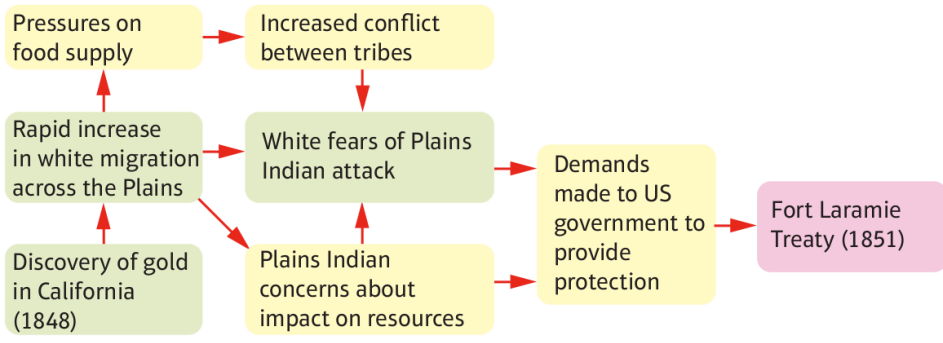 Pressures on
food supply
Increased conflict
between tribes
Rapid increase
in white migration
across the Plains
White fears of Plains
Indian attack
Discovery of gold
in California
(1848)
Plains Indian
concerns about
impact on resources
Demands
made to US
government to
provide
protection
Fort Laramie
Treaty (1851)